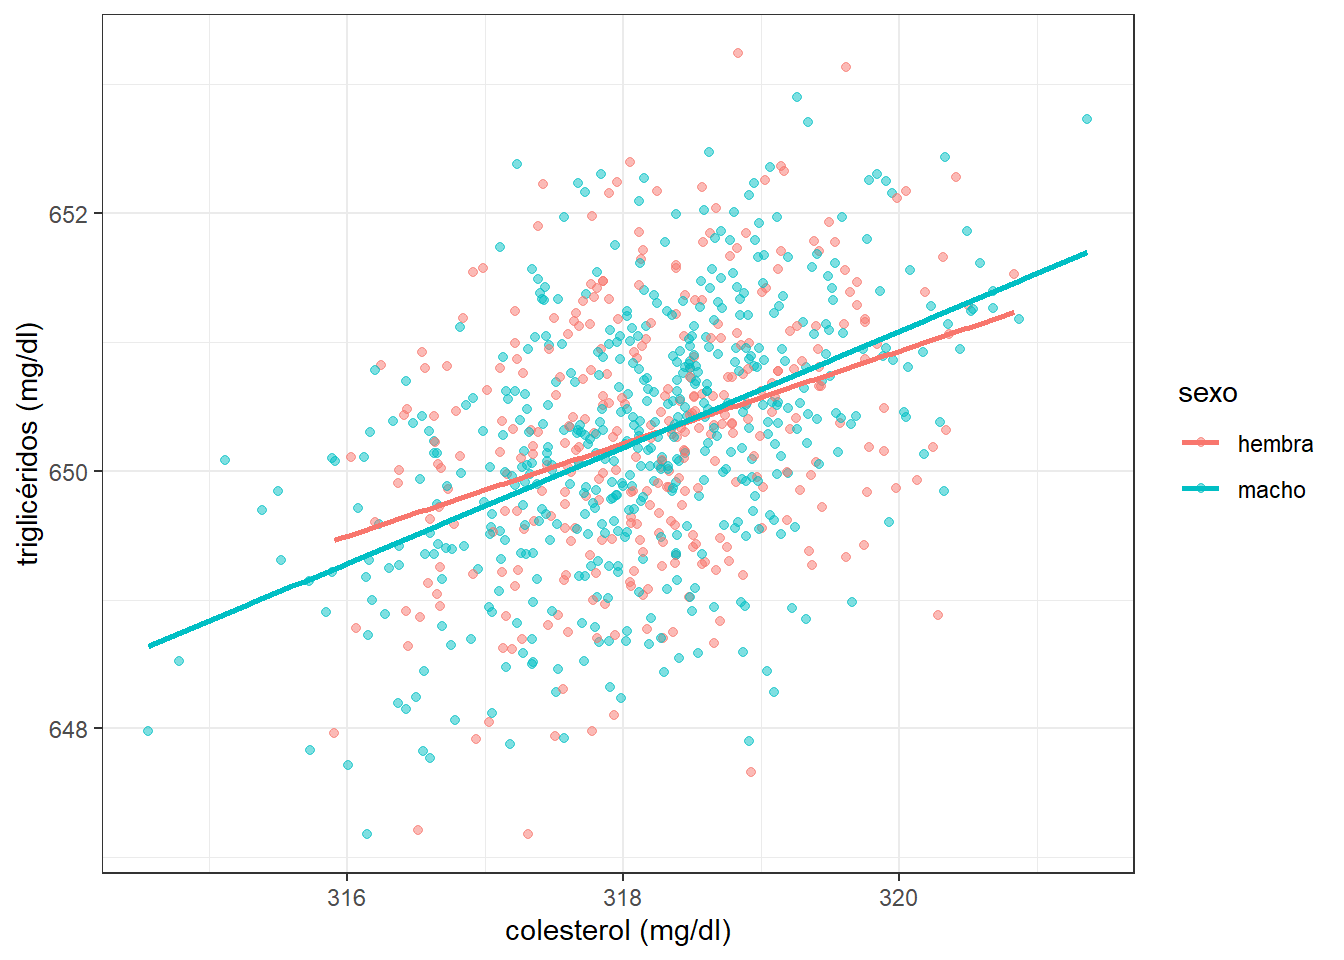 652
650
648
triglicéridos (mg/dl)
316
318
320
colesterol (mg/dl)
sexo
hembra
macho